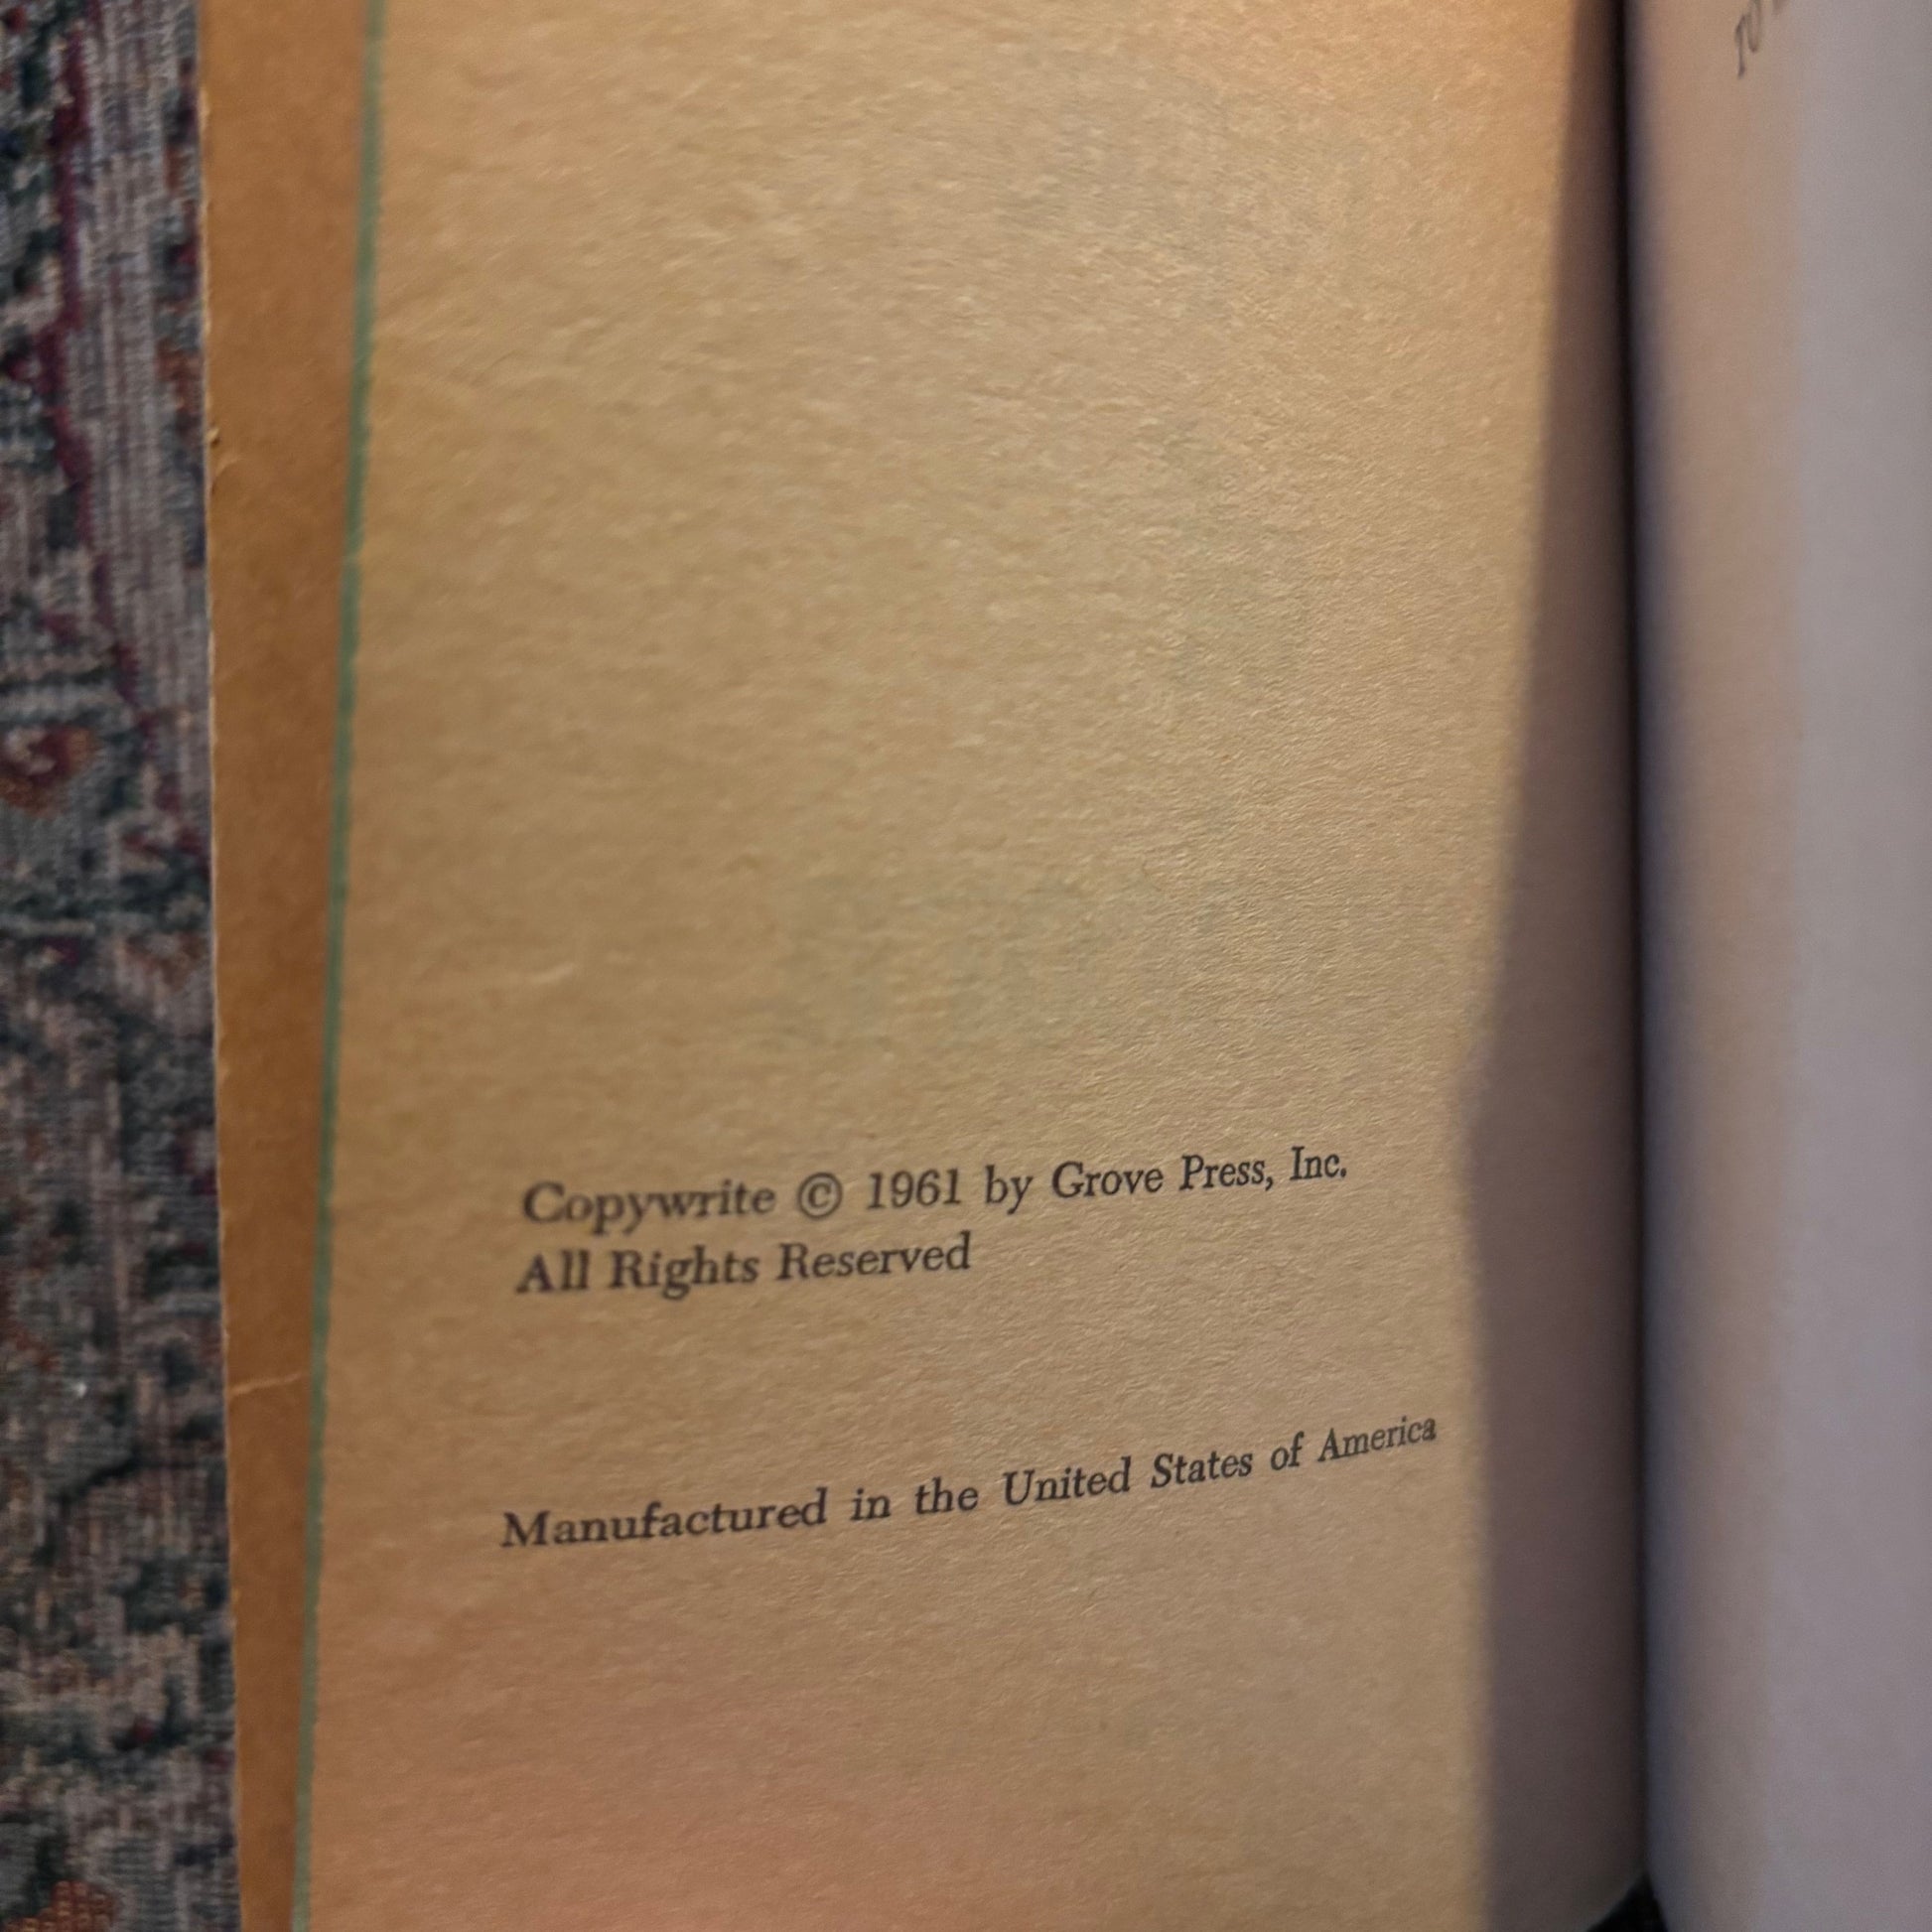 Copywrite © 1961 by Grove Press, Inc.
All Rights Reserved
Manufactured in the United States of America